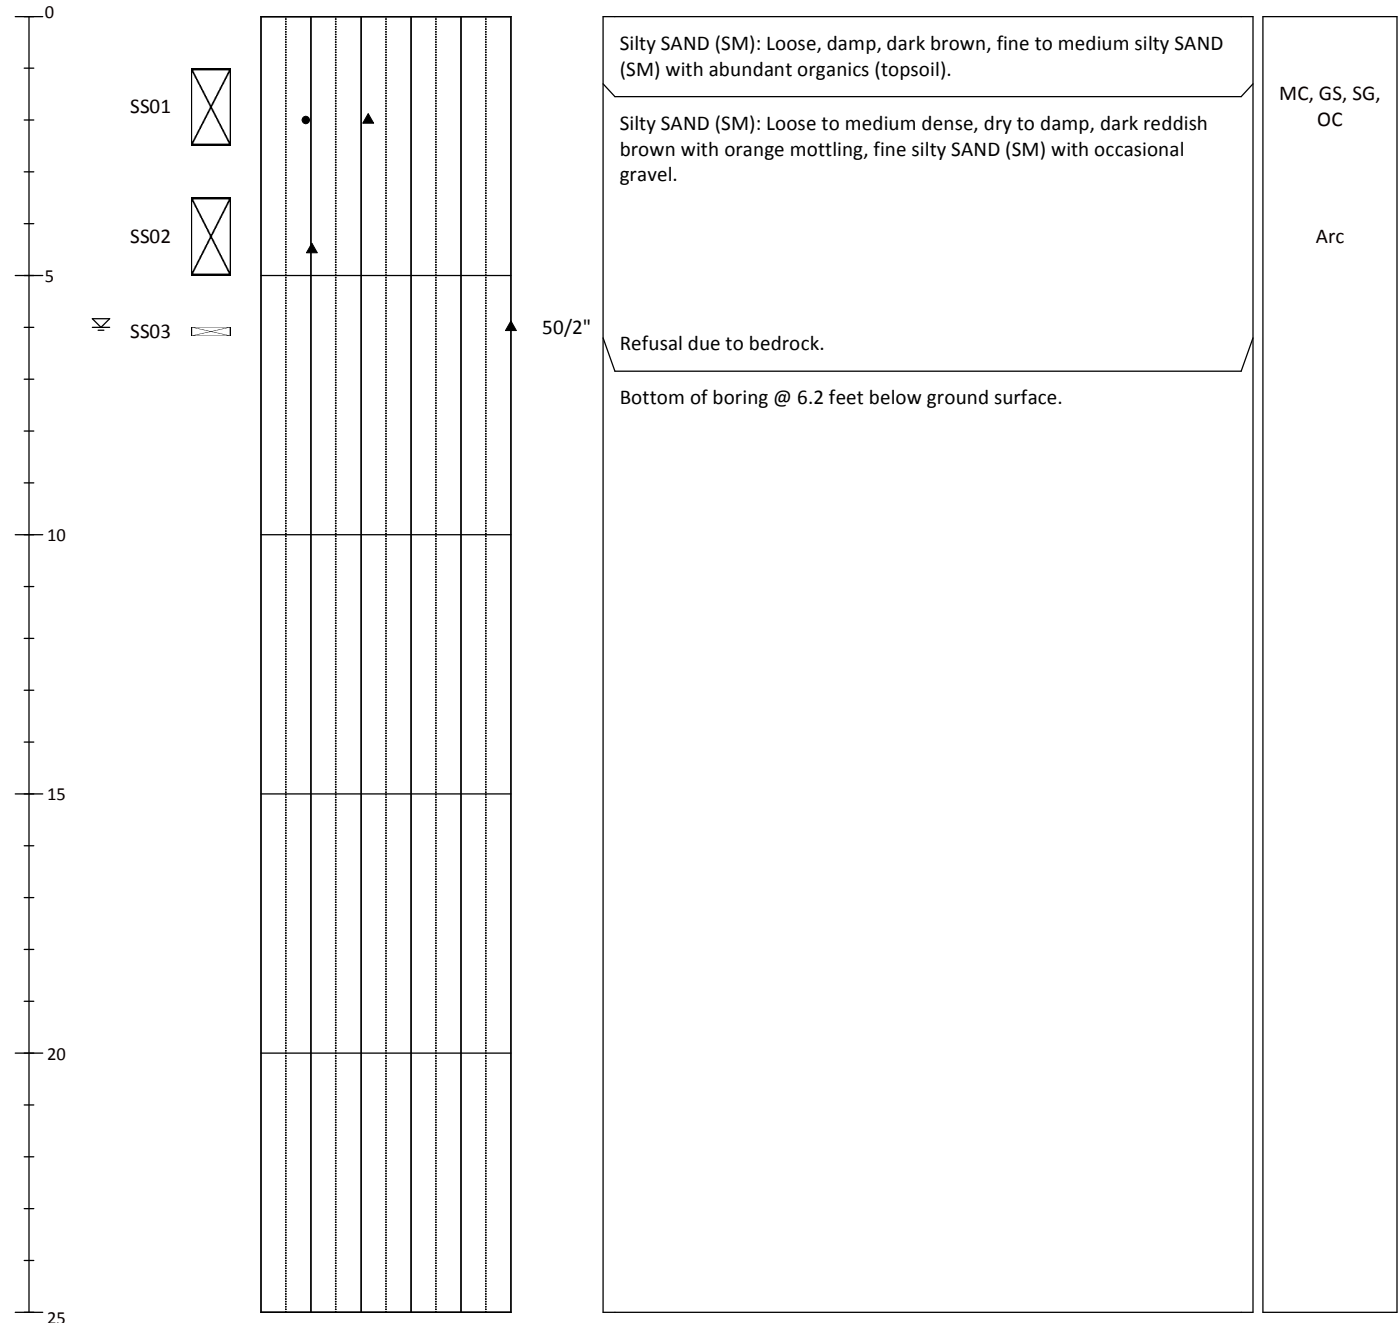 0
Silty SAND (SM): Loose, damp, dark brown, fine to medium silty SAND
(SM) with abundant organics (topsoil).
SS01
MC, GS, SG,
OC
Silty SAND (SM): Loose to medium dense, dry to damp, dark reddish
brown with orange mottling, fine silty SAND (SM) with occasional
gravel.
SS02
Arc
5
SS03
50/2"
Refusal due to bedrock.
Bottom of boring @ 6.2 feet below ground surface.
10
15
20
25